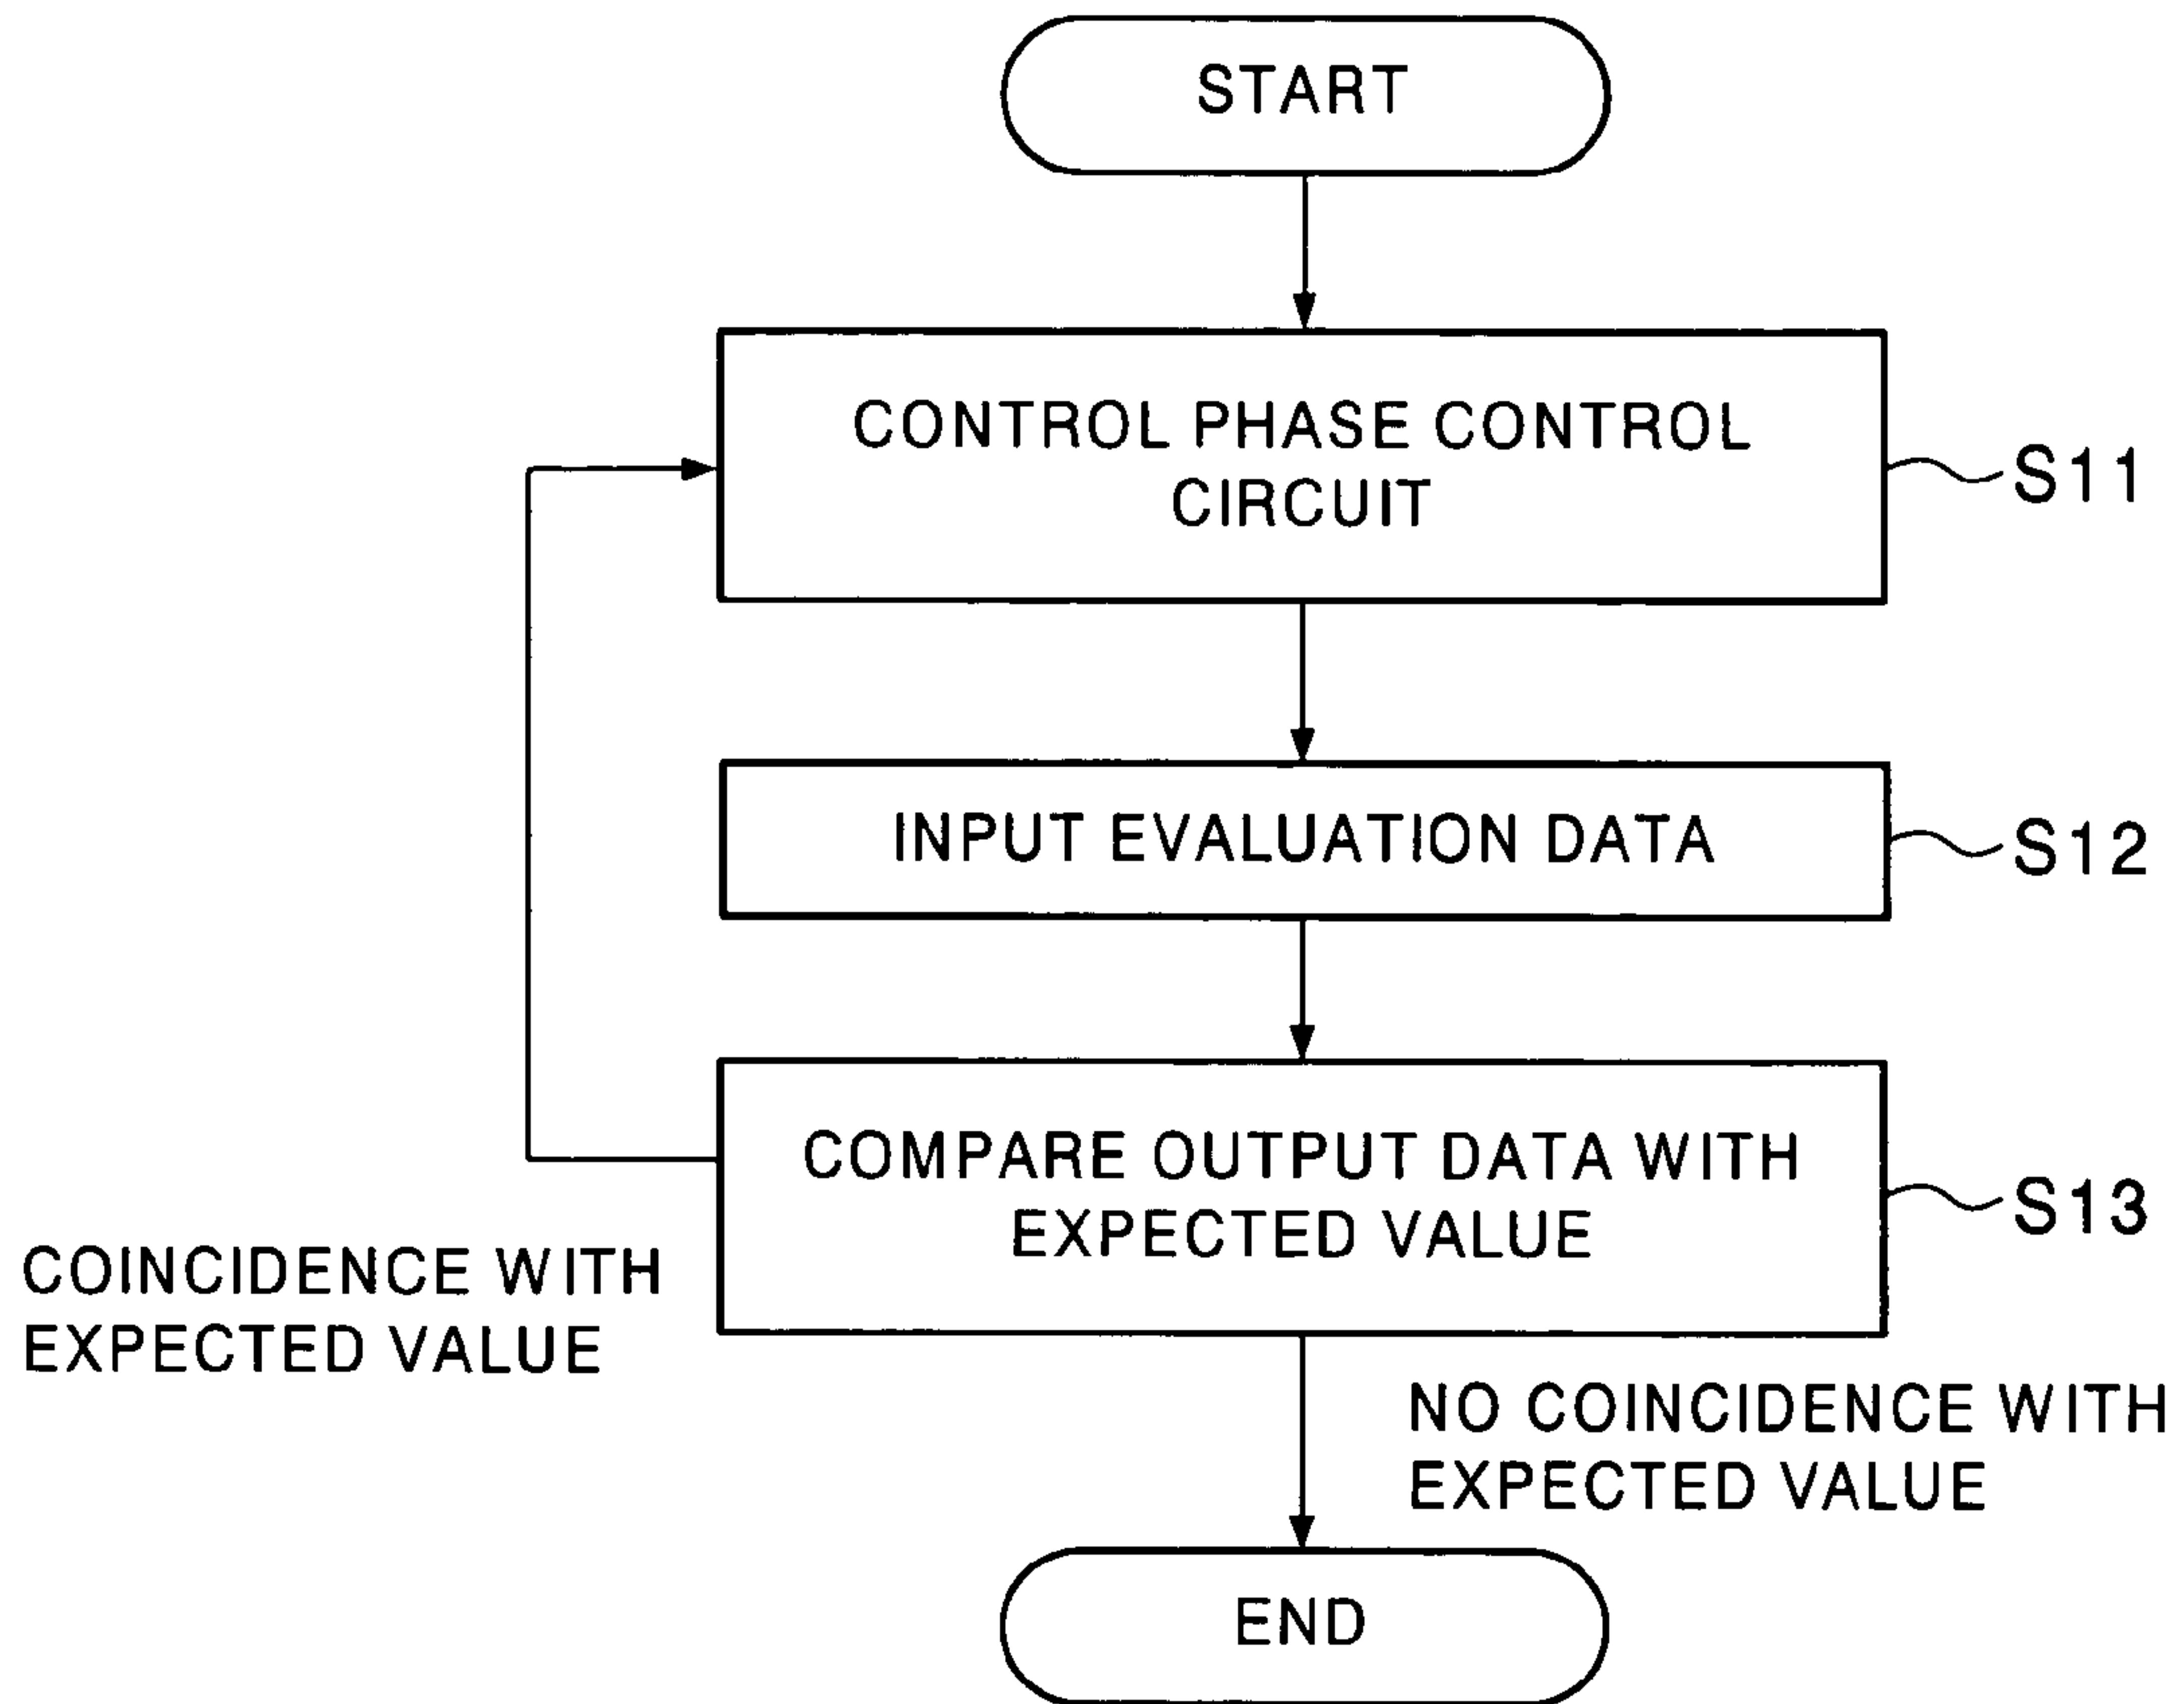 START
CONTROL PHASE CONTROL
CIRCUIT
S11
INPUT EVALUATION DATA
S12
COMPARE OUTPUT DATA WITH
EXPECTED VALUE
S13
COINCIDENCE WITH
EXPECTED VALUE
NO COINCIDENCE WITH
EXPECTED VALUE
END